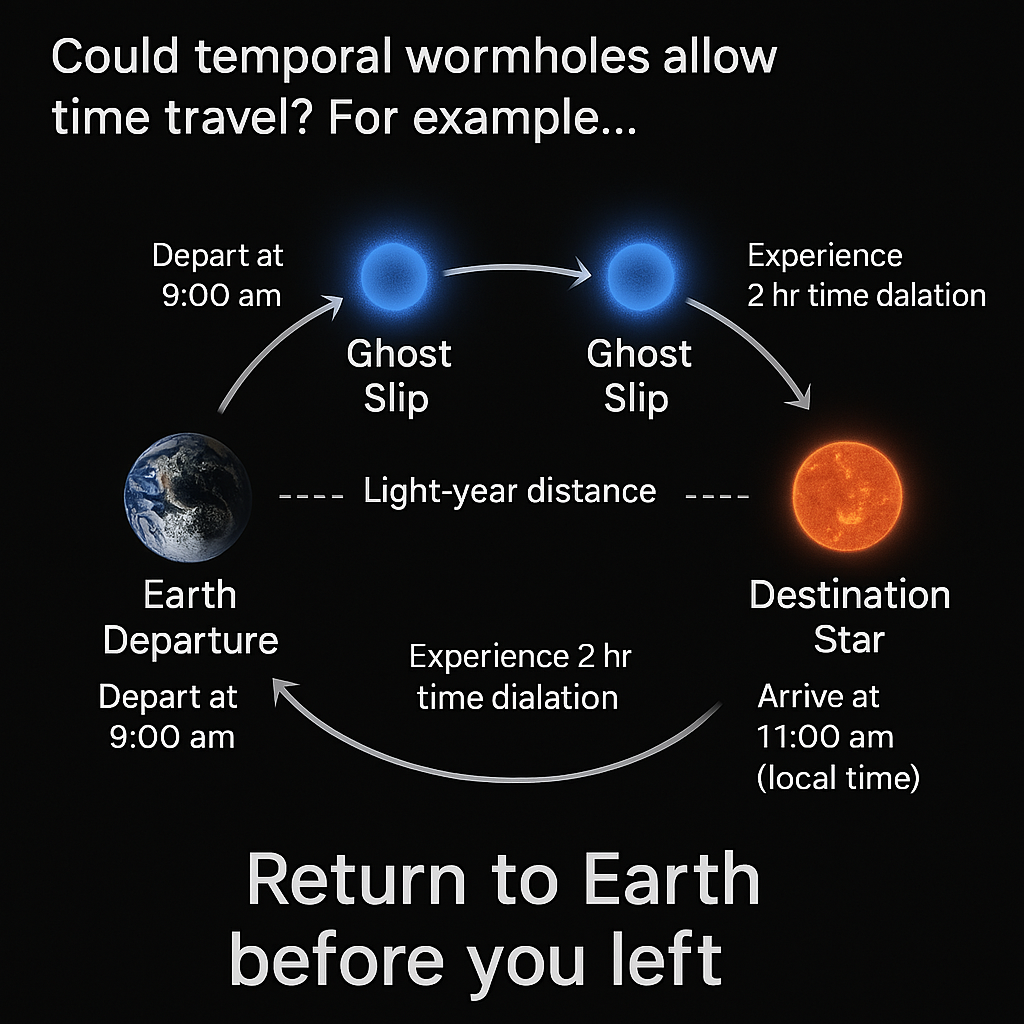 Could temporal wormholes allow
time travel? For example...
Depart at
9:00 am
Ghost
Slip
Ghost
Slip
Experience
2 hr time dalation
---- Light-year distance ----
Earth
Departure
Depart at
9:00 am
Experience 2 hr
time dialation
Destination
Star
Arrive at
11:00 am
(local time)
Return to Earth
before you left